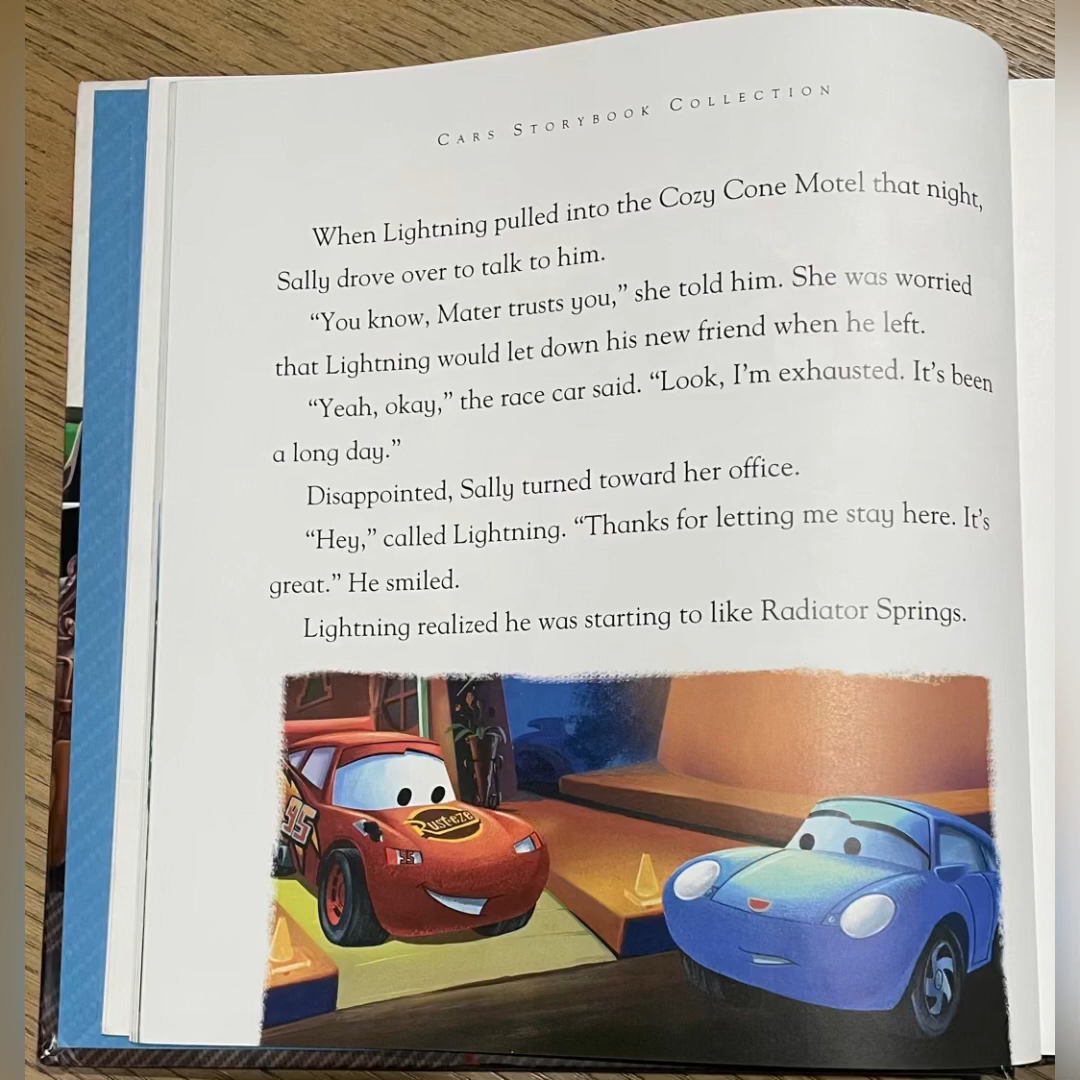 CARS STORYBOOK COLLECTION
When Lightning pulled into the Cozy Cone Motel that night,
Sally drove over to talk to him.
“You know, Mater trusts you,” she told him. She was worried
that Lightning would let down his new friend when he left.
“Yeah, okay,” the race car said. “Look, I’m exhausted. It’s been
a long day.”
Disappointed, Sally turned toward her office.
“Hey,” called Lightning. “Thanks for letting me stay here. It’s
great.” He smiled.
Lightning realized he was starting to like Radiator Springs.
95
Rust-eze
95